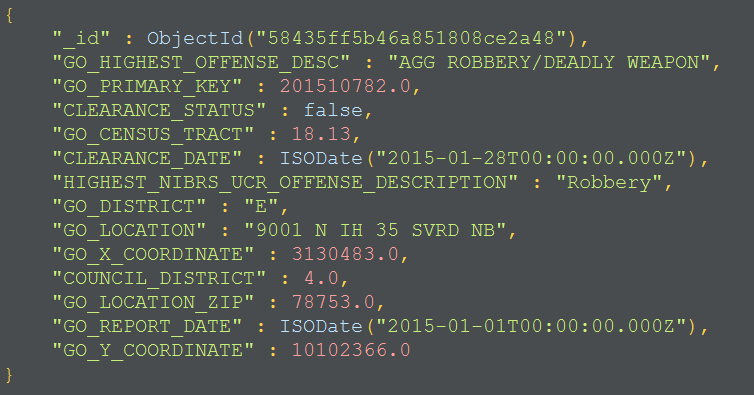 {
"_id" : ObjectId("58435ff5b46a851808ce2a48"),
"GO_HIGHEST_OFFENSE_DESC" : "AGG ROBBERY/DEADLY WEAPON",
"GO_PRIMARY_KEY" : 201510782.0,
"CLEARANCE_STATUS" : false,
"GO_CENSUS_TRACT" : 18.13,
"CLEARANCE_DATE" : ISODate("2015-01-28T00:00:00.000Z"),
"HIGHEST_NIBRS_UCR_OFFENSE_DESCRIPTION" : "Robbery",
"GO_DISTRICT" : "E",
"GO_LOCATION" : "9001 N IH 35 SVRD NB",
"GO_X_COORDINATE" : 3130483.0,
"COUNCIL_DISTRICT" : 4.0,
"GO_LOCATION_ZIP" : 78753.0,
"GO_REPORT_DATE" : ISODate("2015-01-01T00:00:00.000Z"),
"GO_Y_COORDINATE" : 10102366.0
}